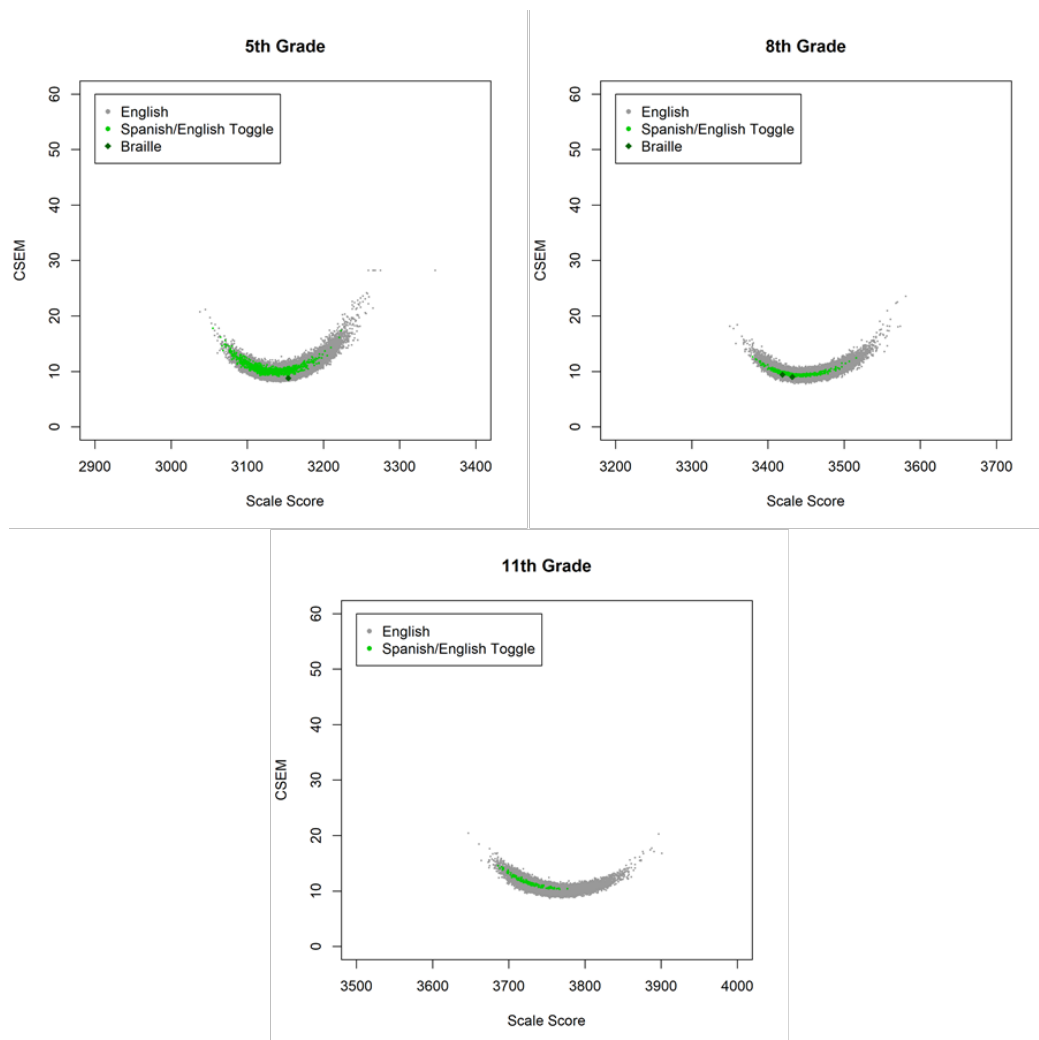 5th Grade
60
50
40
30
20
10
0
CSEM
English
Spanish/English Toggle
Braille
2900 3000 3100 3200 3300 3400
Scale Score
8th Grade
60
50
40
30
20
10
0
CSEM
English
Spanish/English Toggle
Braille
3200 3300 3400 3500 3600 3700
Scale Score
11th Grade
60
50
40
30
20
10
0
CSEM
English
Spanish/English Toggle
3500 3600 3700 3800 3900 4000
Scale Score